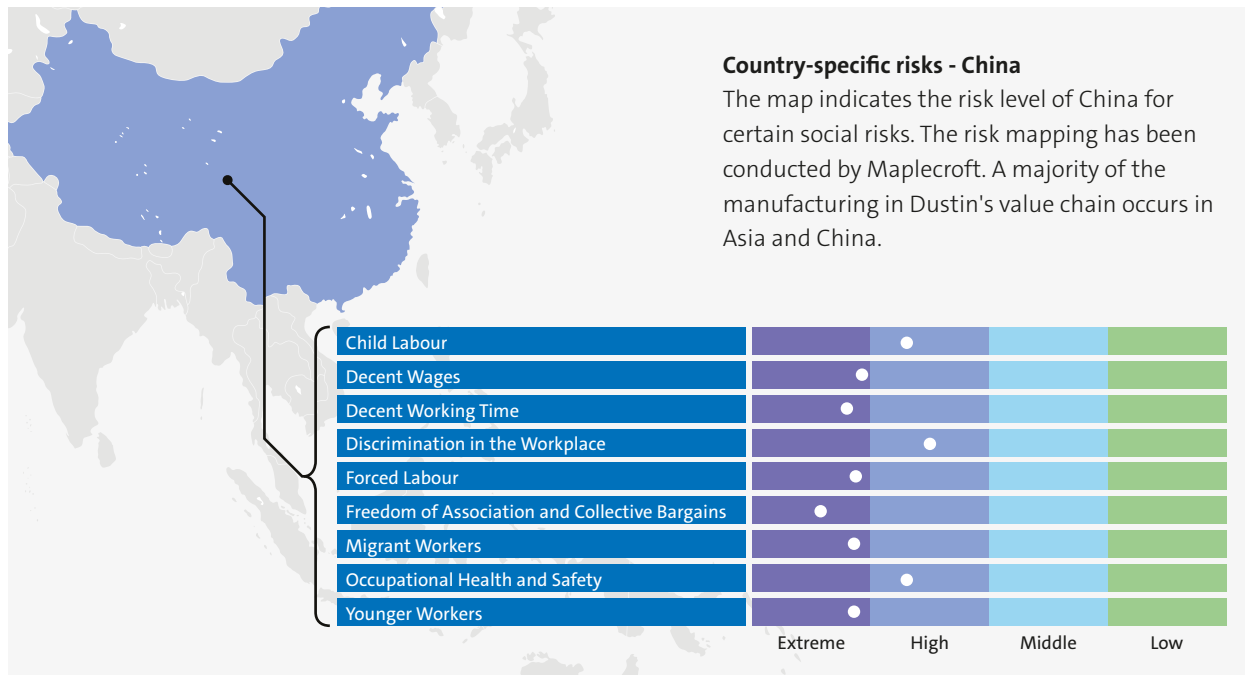 Country-specific risks - China
The map indicates the risk level of China for
certain social risks. The risk mapping has been
conducted by Maplecroft. A majority of the
manufacturing in Dustin's value chain occurs in
Asia and China.
Child Labour
Decent Wages
Decent Working Time
Discrimination in the Workplace
Forced Labour
Freedom of Association and Collective Bargains
Migrant Workers
Occupational Health and Safety
Younger Workers
Extreme High Middle Low